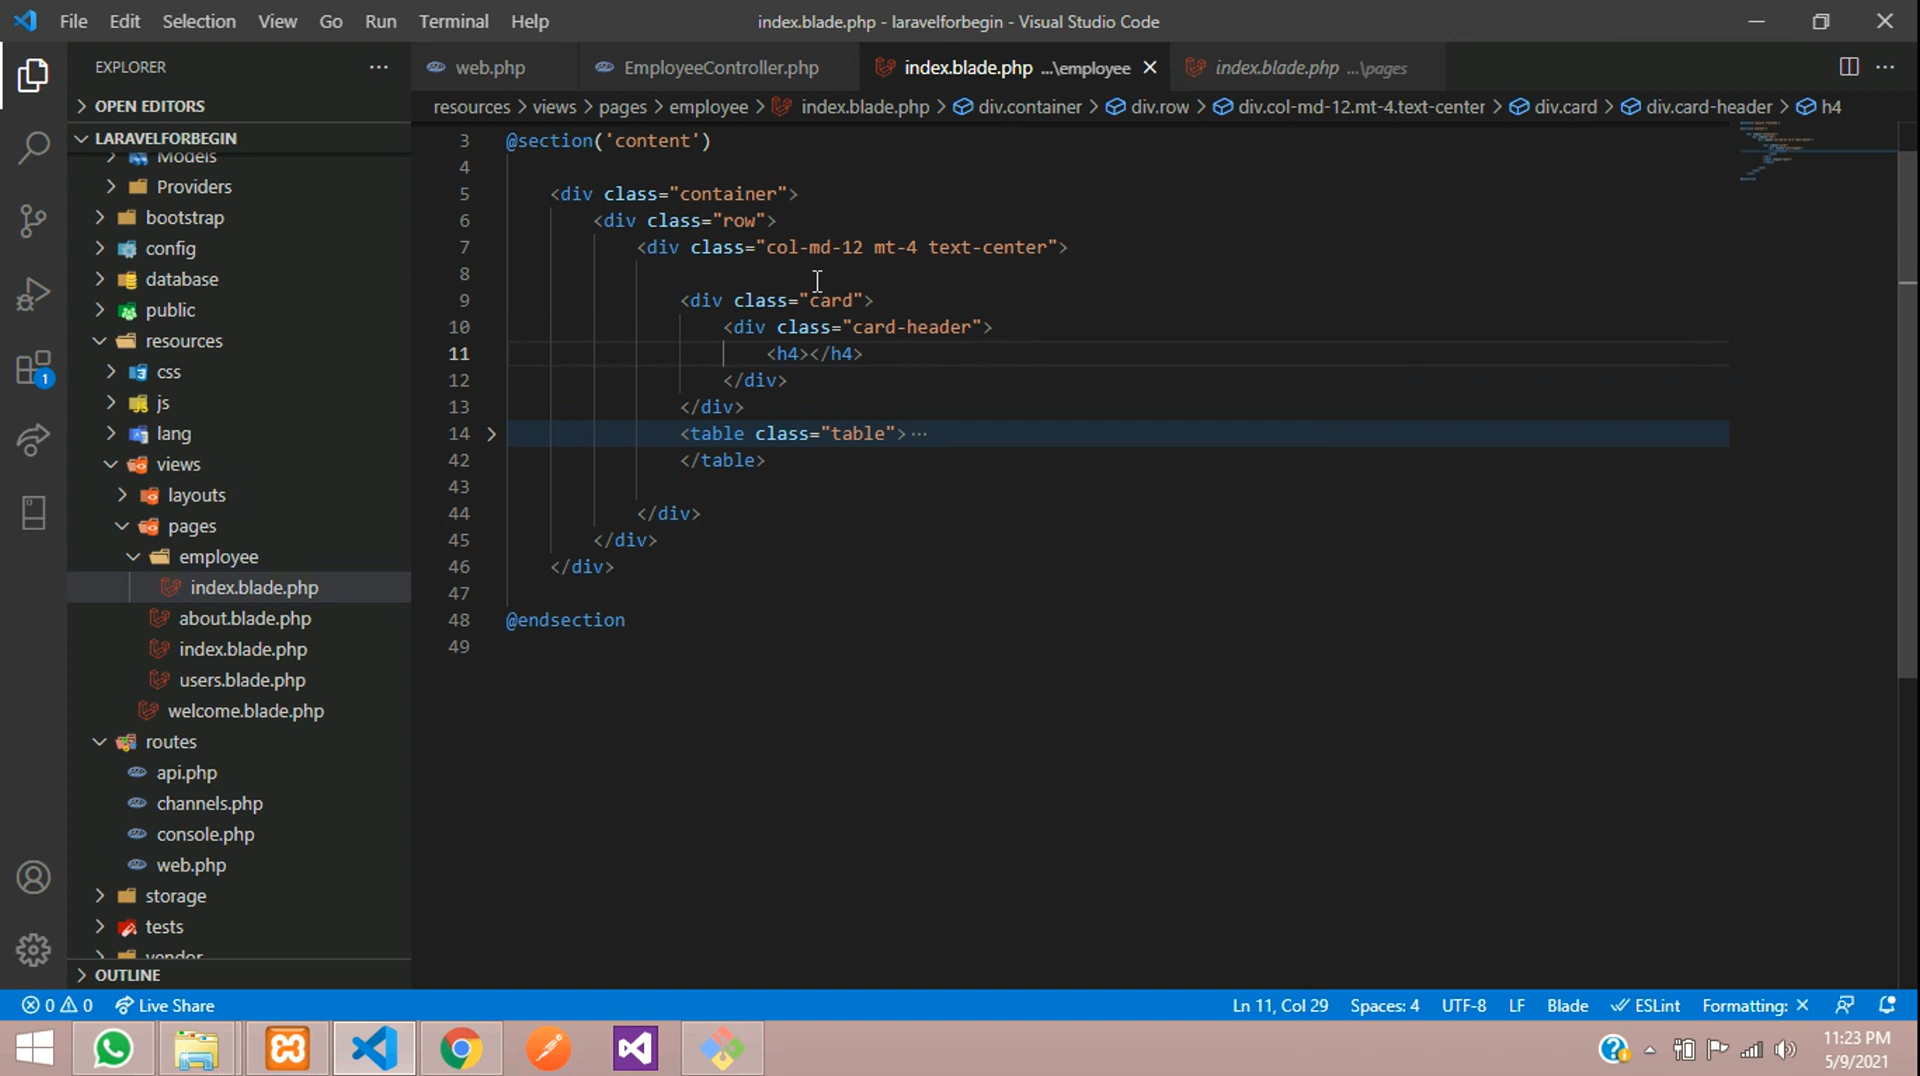 File Edit Selection View Go Run Terminal Help index.blade.php - laravelforbegin - Visual Studio Code
EXPLORER ···
web.php EmployeeController.php index.blade.php ...\employee index.blade.php ...\pages
resources > views > pages > employee > index.blade.php > div.container > div.row > div.col-md-12.mt-4.text-center > div.card > div.card-header > h4
OPEN EDITORS
LARAVELFORBEGIN
Models
Providers
bootstrap
config
database
public
resources
css
js
lang
views
layouts
pages
employee
index.blade.php
about.blade.php
index.blade.php
users.blade.php
welcome.blade.php
routes
api.php
channels.php
console.php
web.php
storage
tests
vendor
OUTLINE
1
3 @section('content')
4
5 <div class="container">
6 <div class="row">
7 <div class="col-md-12 mt-4 text-center">
8
9 <div class="card">
10 <div class="card-header">
11 <h4></h4>
12 </div>
13 </div>
14 <table class="table"> ···
42 </table>
43
44 </div>
45 </div>
46 </div>
47
48 @endsection
49
0 0 Live Share Ln 11, Col 29 Spaces: 4 UTF-8 LF Blade ESLint Formatting: ×
11:23 PM
5/9/2021